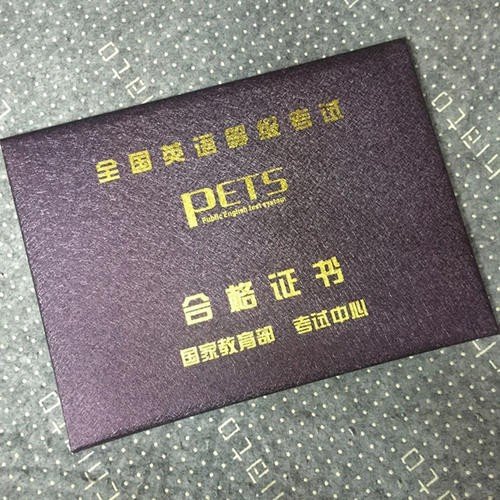 全国英语等级考试
PETS
Public English test system
合格证书
国家教育部 考试中心